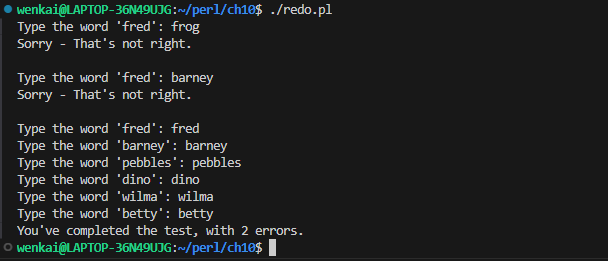 wenkai@LAPTOP-36N49UJG:~/perl/ch10$ ./redo.pl
Type the word 'fred': frog
Sorry - That's not right.
Type the word 'fred': barney
Sorry - That's not right.
Type the word 'fred': fred
Type the word 'barney': barney
Type the word 'pebbles': pebbles
Type the word 'dino': dino
Type the word 'wilma': wilma
Type the word 'betty': betty
You've completed the test, with 2 errors.
wenkai@LAPTOP-36N49UJG:~/perl/ch10$